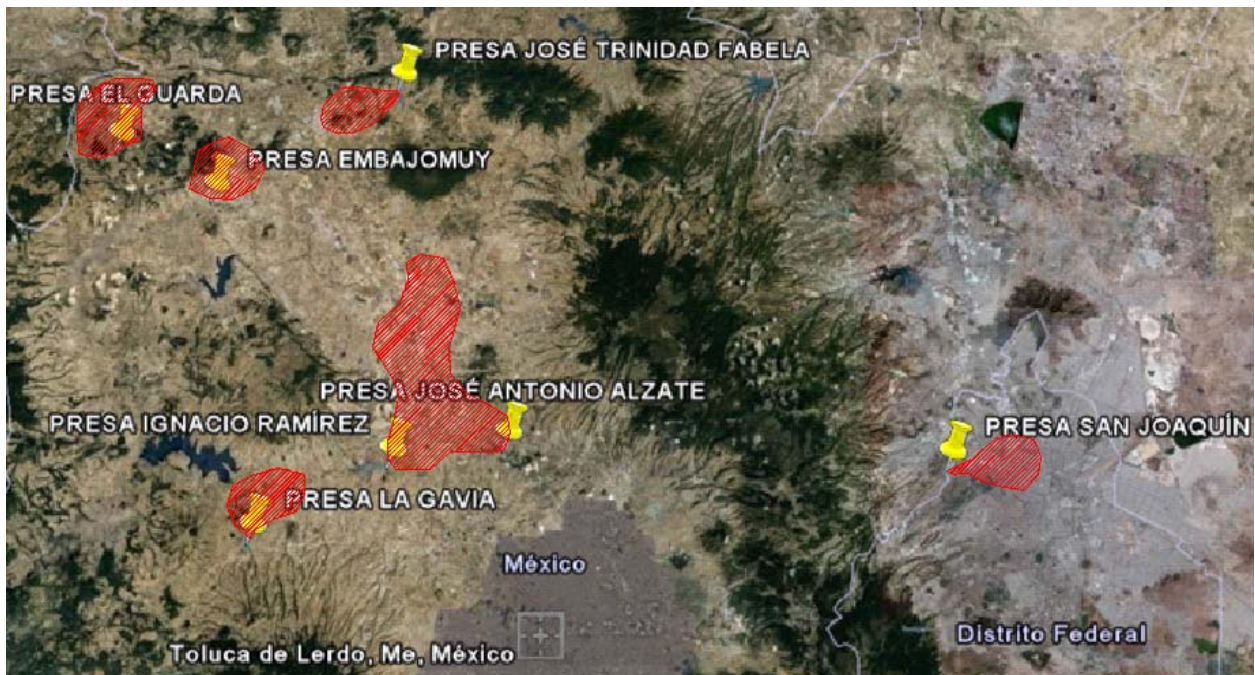 PRESA JOSÉ TRINIDAD FABELA
PRESA EL GUARDA
PRESA EMBAJOMUY
PRESA JOSÉ ANTONIO ALZATE
PRESA IGNACIO RAMÍREZ
PRESA SAN JOAQUÍN
PRESA LA GAVIA
México
Distrito Federal
Toluca de Lerdo, Me, México